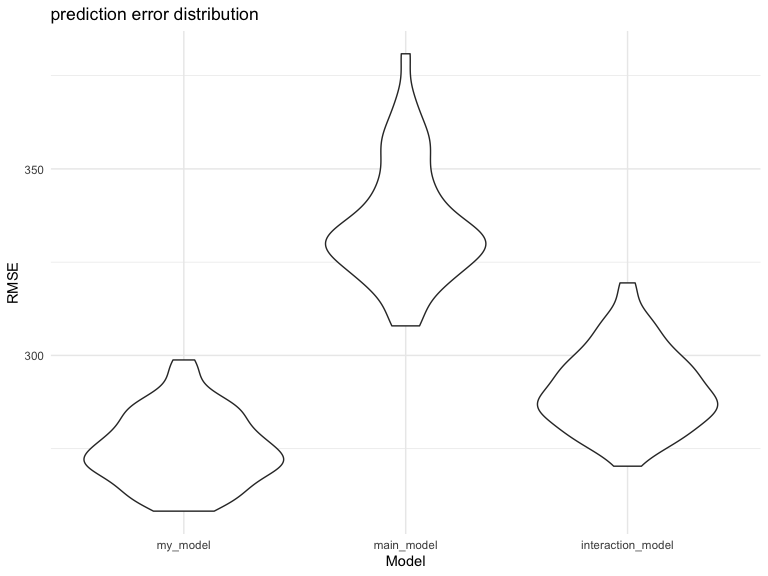 prediction error distribution
350
300
RMSE
my_model
main_model
interaction_model
Model